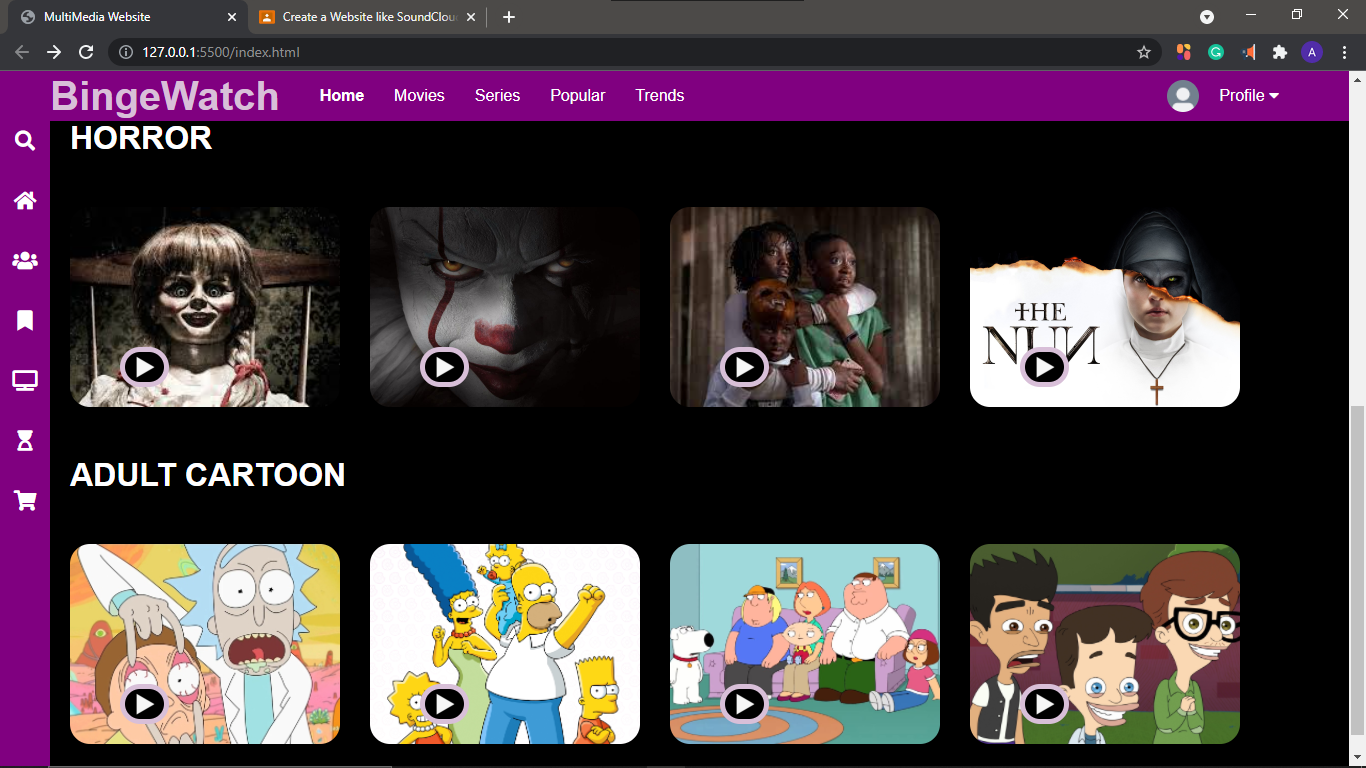 MultiMedia Website
Create a Website like SoundClou
127.0.0.1:5500/index.html
A
BingeWatch
Home
Movies
Series
Popular
Trends
Profile
HORROR
THE
NUN
ADULT CARTOON